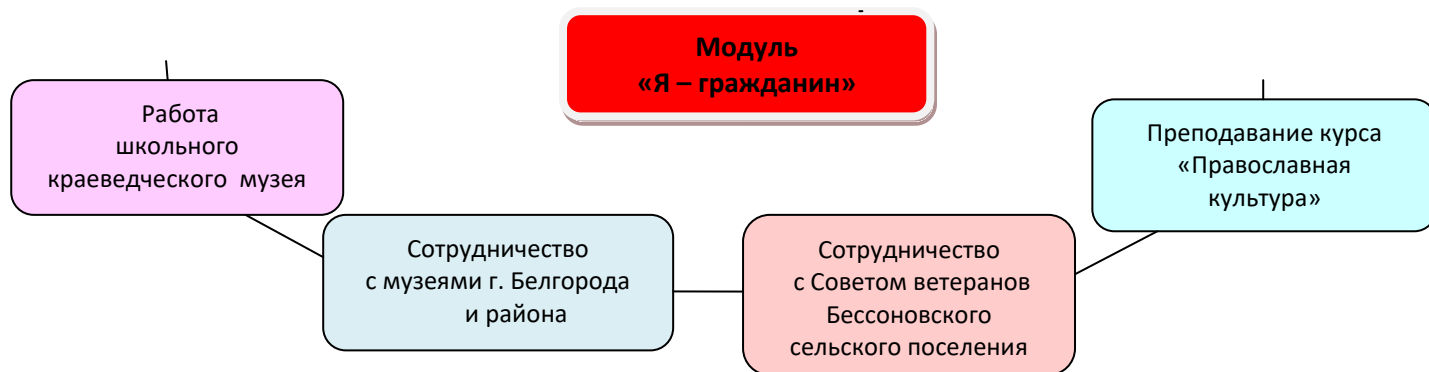 Модуль
«Я – гражданин»
Работа
школьного
краеведческого музея
Сотрудничество
с музеями г. Белгорода
и района
Сотрудничество
с Советом ветеранов
Бессоновского
сельского поселения
Преподавание курса
«Православная
культура»